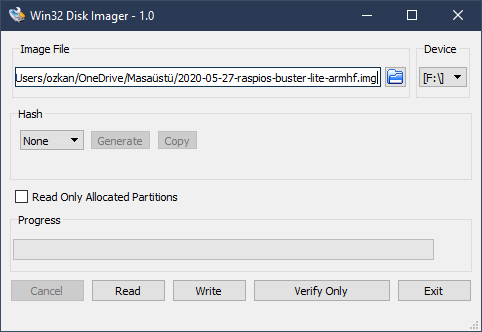 Win32 Disk Imager - 1.0
Image File
Device
Users/ozkan/OneDrive/Masaüstü/2020-05-27-raspios-buster-lite-armhf.img
[F:\]
Hash
None
Generate
Copy
Read Only Allocated Partitions
Progress
Cancel
Read
Write
Verify Only
Exit